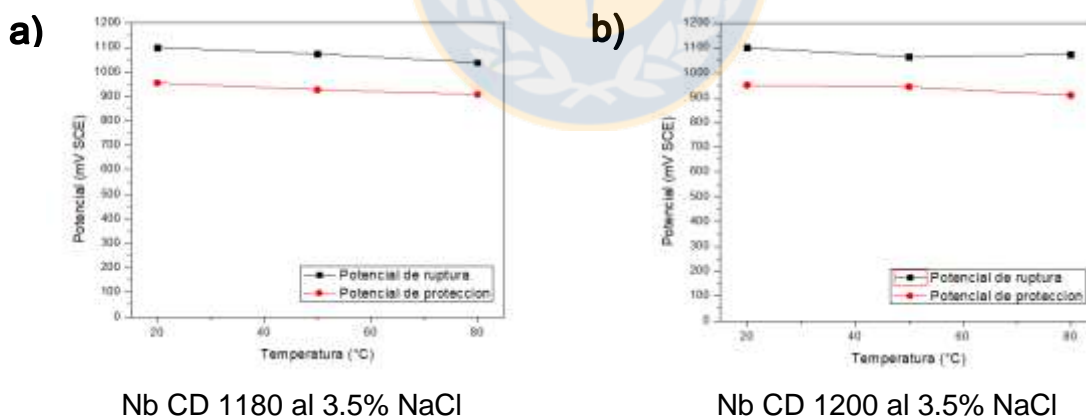 a)
1200
1100
1000
900
800
700
600
500
400
300
200
100
0
Potencial (mV SCE)
Potencial de ruptura
Potencial de proteccion
20
40
60
80
Temperatura (°C)
Nb CD 1180 al 3.5% NaCl
b)
1200
1100
1000
900
800
700
600
500
400
300
200
100
0
Potencial (mV SCE)
Potencial de ruptura
Potencial de proteccion
20
40
60
80
Temperatura (°C)
Nb CD 1200 al 3.5% NaCl